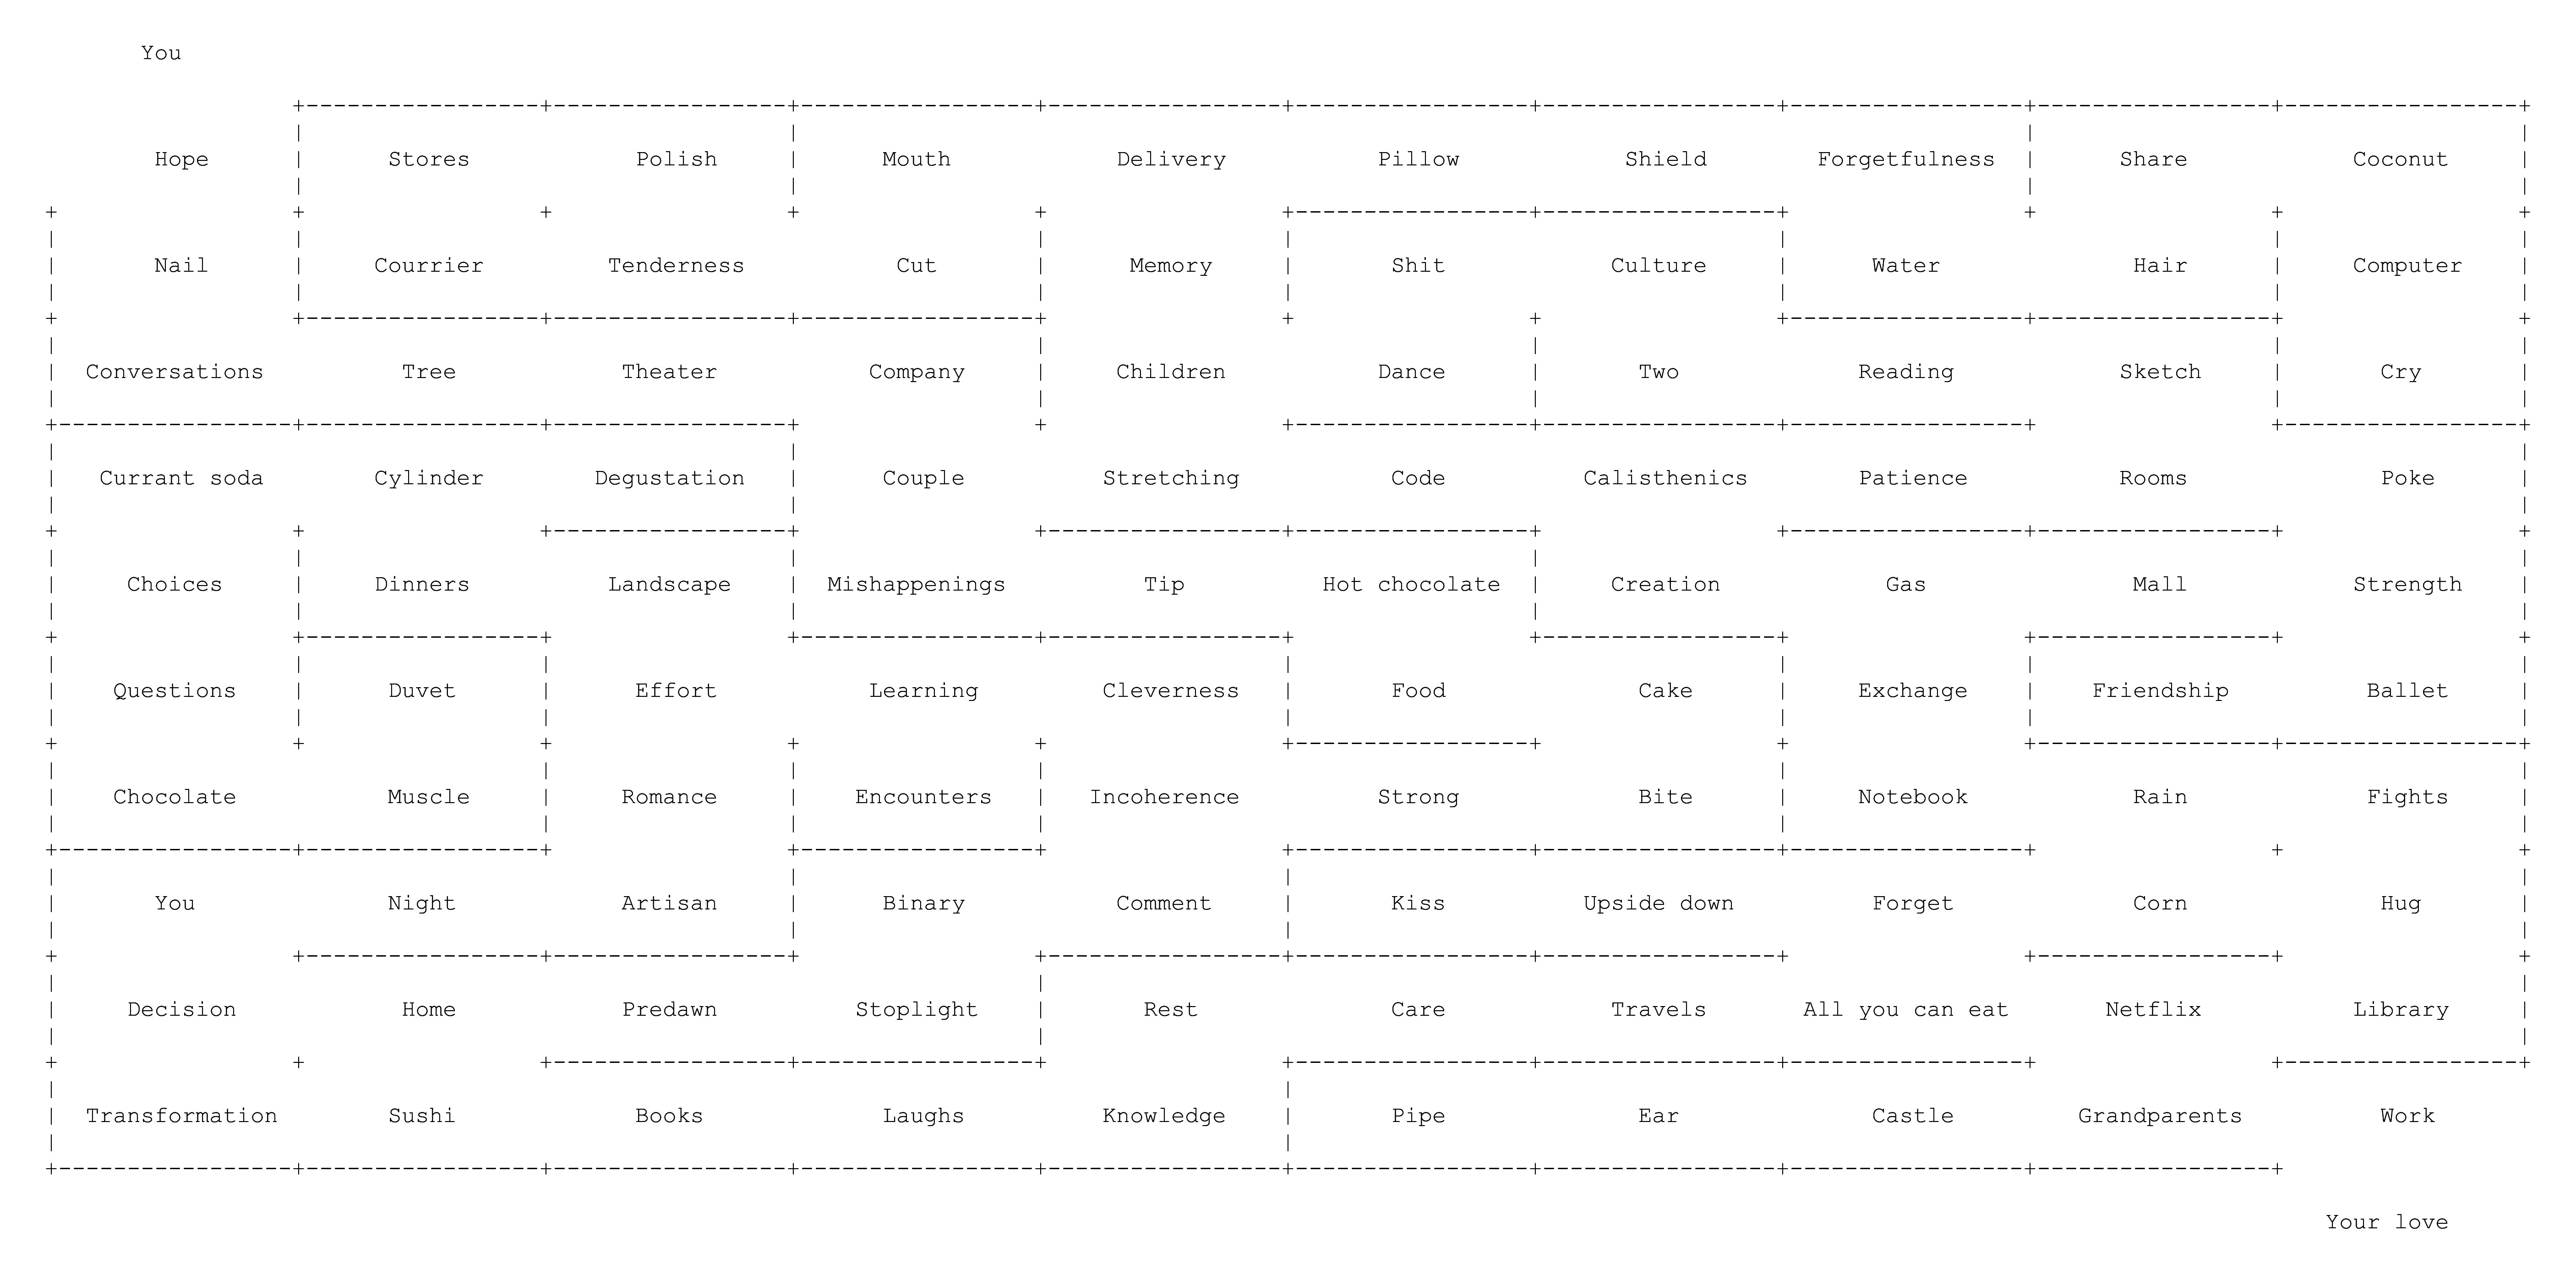 You
Hope Stores Polish Mouth Delivery Pillow Shield Forgetfulness Share Coconut
Nail Courrier Tenderness Cut Memory Shit Culture Water Hair Computer
Conversations Tree Theater Company Children Dance Two Reading Sketch Cry
Currant soda Cylinder Degustation Couple Stretching Code Calisthenics Patience Rooms Poke
Choices Dinners Landscape Mishappenings Tip Hot chocolate Creation Gas Mall Strength
Questions Duvet Effort Learning Cleverness Food Cake Exchange Friendship Ballet
Chocolate Muscle Romance Encounters Incoherence Strong Bite Notebook Rain Fights
You Night Artisan Binary Comment Kiss Upside down Forget Corn Hug
Decision Home Predawn Stoplight Rest Care Travels All you can eat Netflix Library
Transformation Sushi Books Laughs Knowledge Pipe Ear Castle Grandparents Work
Your love